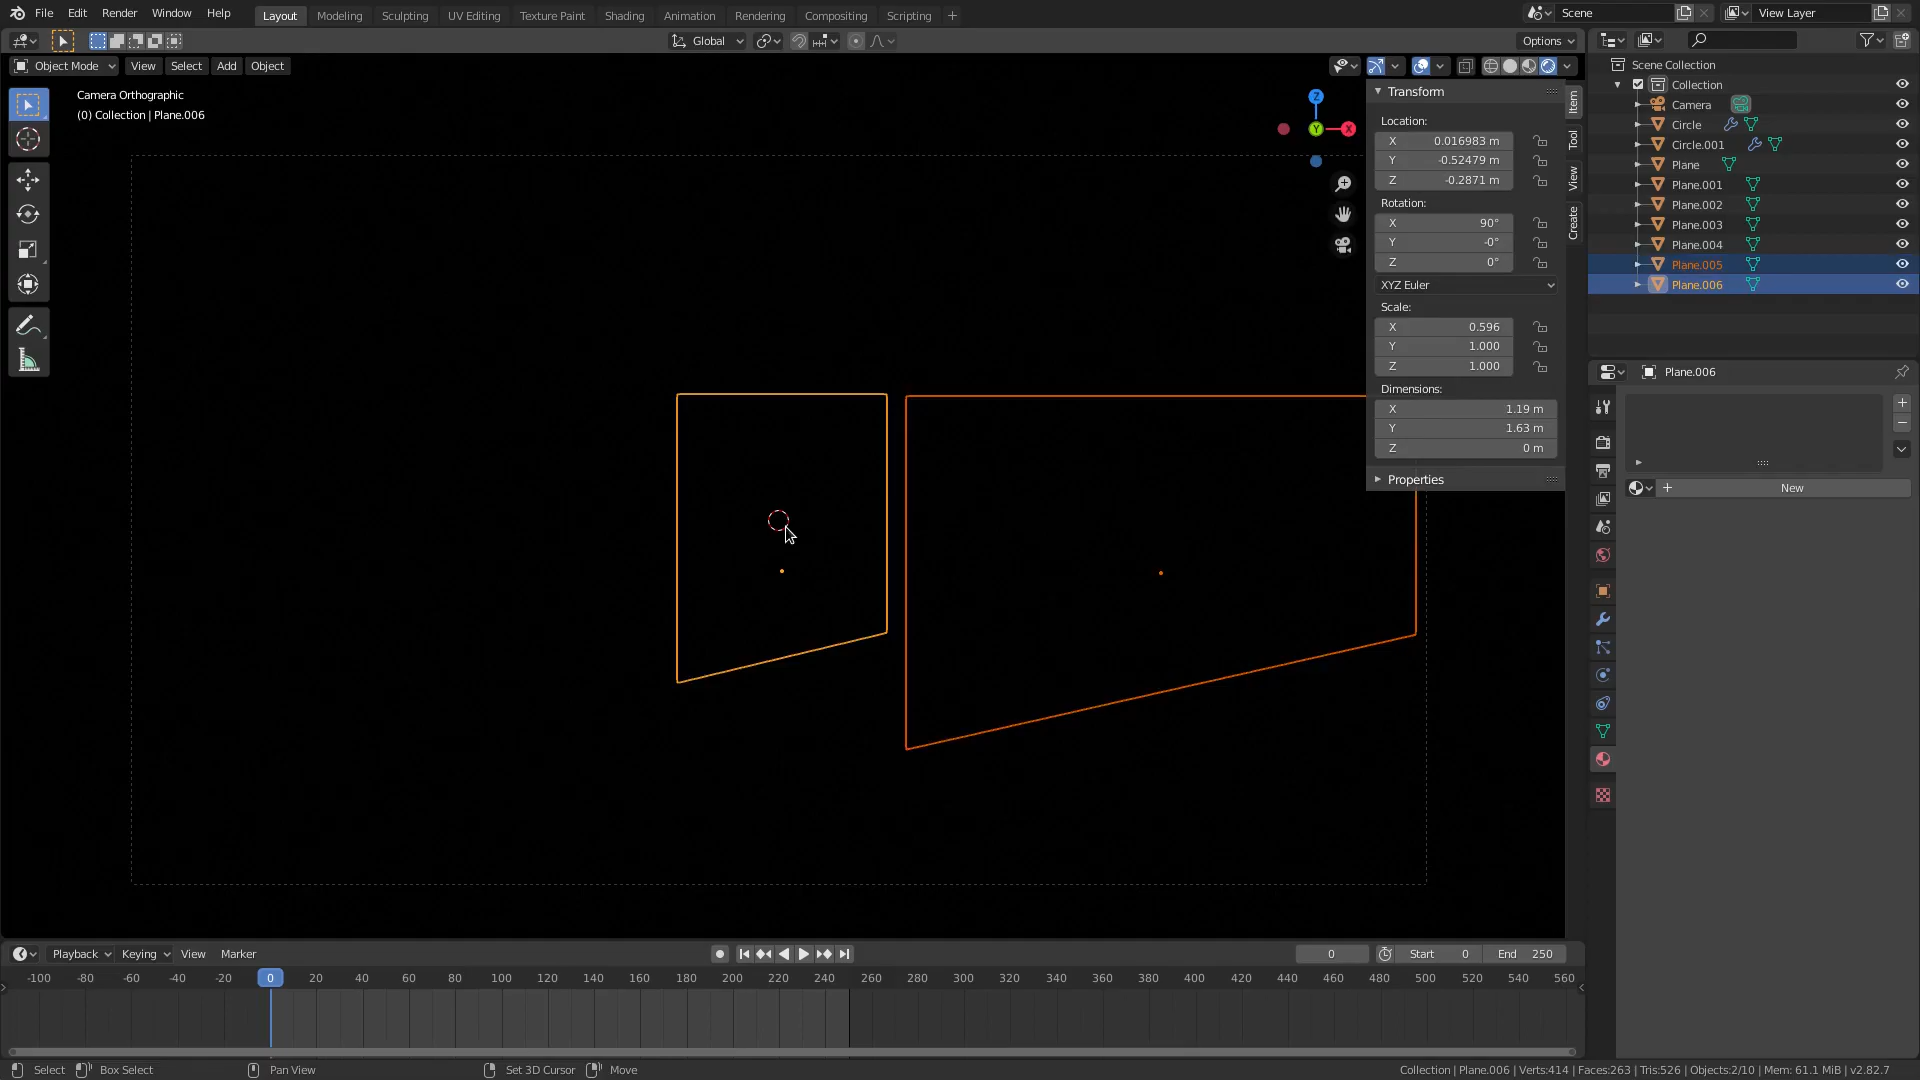 File Edit Render Window Help Layout Modeling Sculpting UV Editing Texture Paint Shading Animation Rendering Compositing Scripting + Scene View Layer
Global Options
Object Mode View Select Add Object
Camera Orthographic
(0) Collection | Plane.006
Z
Y
X
Transform
Location:
X 0.016983 m
Y -0.52479 m
Z -0.2871 m
Rotation:
X 90°
Y -0°
Z 0°
XYZ Euler
Scale:
X 0.596
Y 1.000
Z 1.000
Dimensions:
X 1.19 m
Y 1.63 m
Z 0 m
Properties
Item
Tool
View
Create
Scene Collection
Collection
Camera
Circle
Circle.001
Plane
Plane.001
Plane.002
Plane.003
Plane.004
Plane.005
Plane.006
Plane.006
+ New
Playback Keying View Marker 0 Start 0 End 250
-100 -80 -60 -40 -20 0 20 40 60 80 100 120 140 160 180 200 220 240 260 280 300 320 340 360 380 400 420 440 460 480 500 520 540 560
Select Box Select Pan View Set 3D Cursor Move Collection | Plane.006 | Verts:414 | Faces:263 | Tris:526 | Objects:2/10 | Mem: 61.1 MiB | v2.82.7